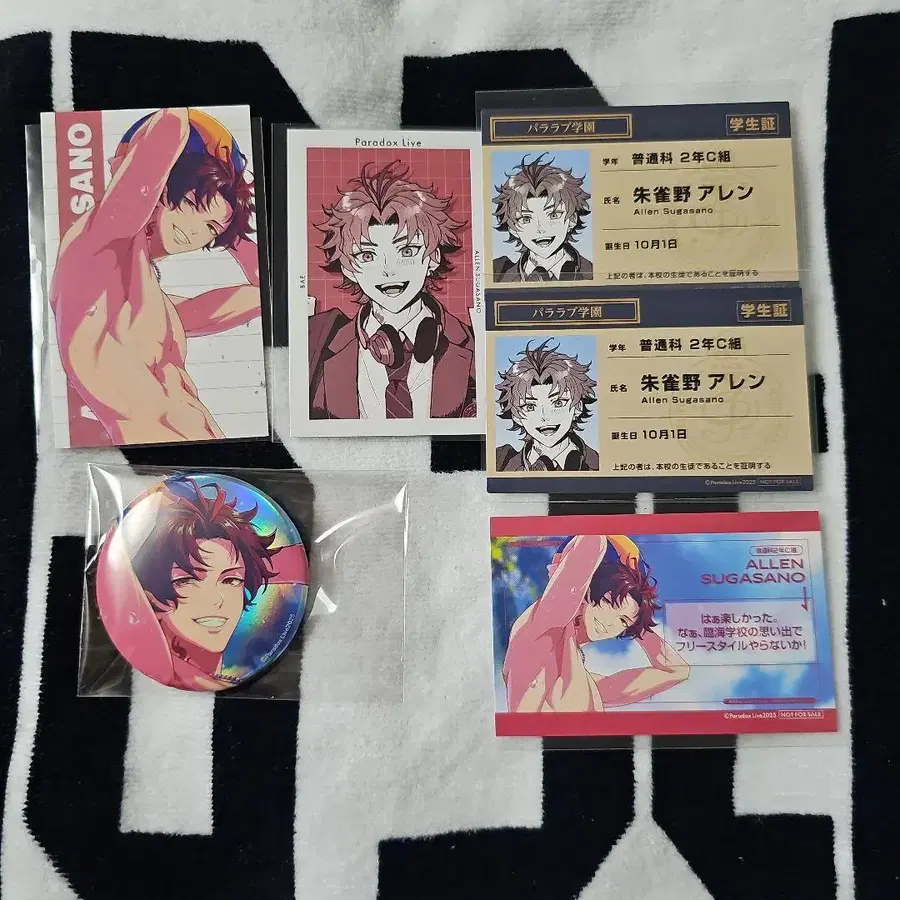 SANO
Paradox Live
BAE
ALLEN SUGASANO
パララブ学園
学生証
学年 普通科 2年C組
氏名 朱雀野 アレン
Allen Sugasano
誕生日 10月1日
上記の者は、本校の生徒であることを証明する
パララブ学園
学生証
学年 普通科 2年C組
氏名 朱雀野 アレン
Allen Sugasano
誕生日 10月1日
上記の者は、本校の生徒であることを証明する
©Paradox Live2023 NOT FOR SALE
©Paradox Live2023
普通科2年C組
ALLEN
SUGASANO
はぁ楽しかった。
なぁ、臨海学校の思い出で
フリースタイルやらないか!
©Paradox Live2023 NOT FOR SALE